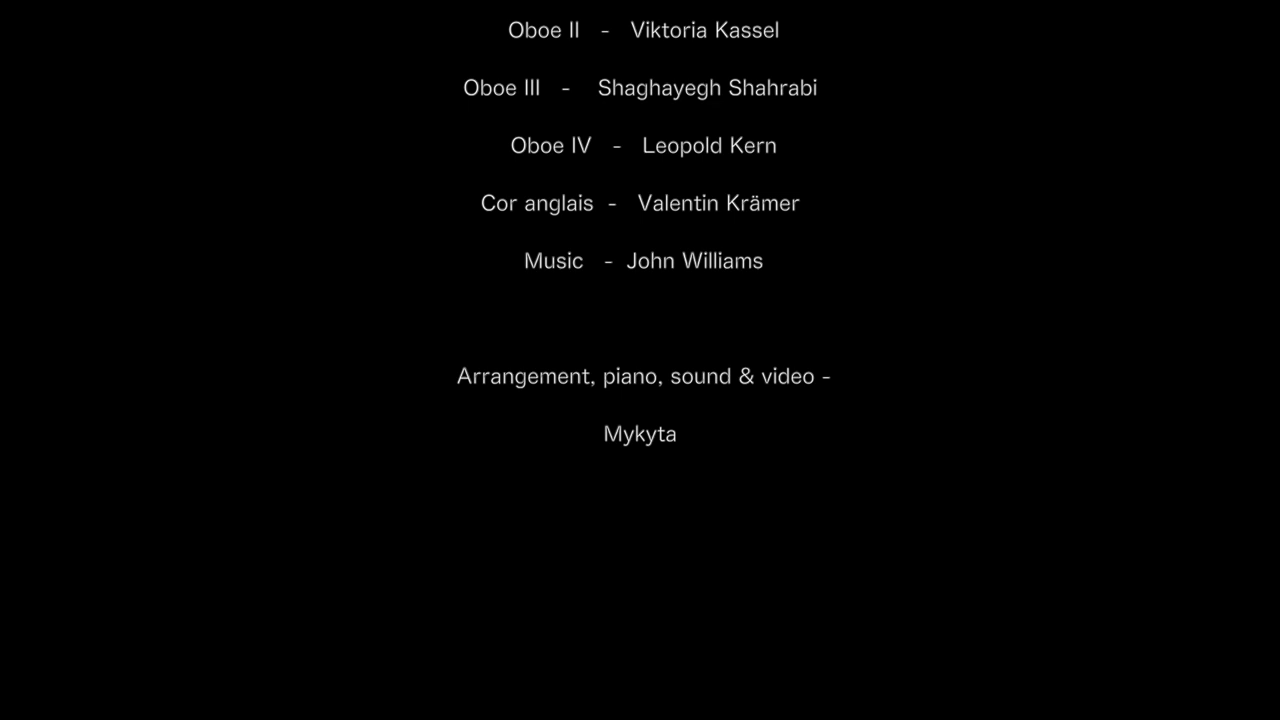 Oboe II - Viktoria Kassel
Oboe III - Shaghayegh Shahrabi
Oboe IV - Leopold Kern
Cor anglais - Valentin Krämer
Music - John Williams
Arrangement, piano, sound & video -
Mykyta